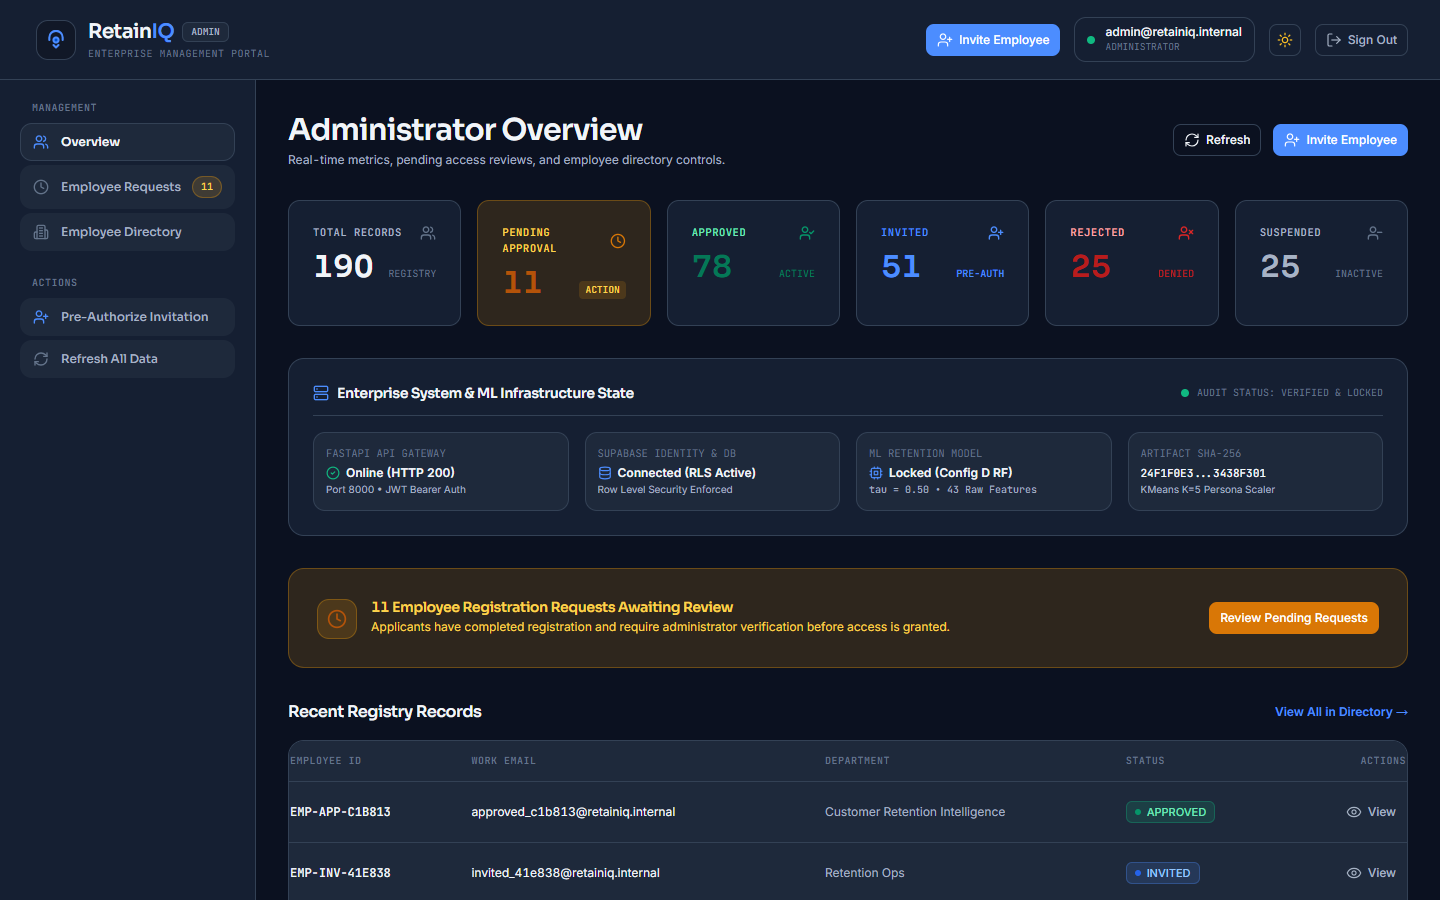 RetainIQ ADMIN
ENTERPRISE MANAGEMENT PORTAL
Invite Employee
admin@retainiq.internal
ADMINISTRATOR
Sign Out
MANAGEMENT
Overview
Employee Requests 11
Employee Directory
ACTIONS
Pre-Authorize Invitation
Refresh All Data
Administrator Overview
Real-time metrics, pending access reviews, and employee directory controls.
Refresh
Invite Employee
TOTAL RECORDS
190 REGISTRY
PENDING
APPROVAL
11 ACTION
APPROVED
78 ACTIVE
INVITED
51 PRE-AUTH
REJECTED
25 DENIED
SUSPENDED
25 INACTIVE
Enterprise System & ML Infrastructure State
AUDIT STATUS: VERIFIED & LOCKED
FASTAPI API GATEWAY
Online (HTTP 200)
Port 8000 • JWT Bearer Auth
SUPABASE IDENTITY & DB
Connected (RLS Active)
Row Level Security Enforced
ML RETENTION MODEL
Locked (Config D RF)
tau = 0.50 • 43 Raw Features
ARTIFACT SHA-256
24F1F0E3...3438F301
KMeans K=5 Persona Scaler
11 Employee Registration Requests Awaiting Review
Applicants have completed registration and require administrator verification before access is granted.
Review Pending Requests
Recent Registry Records
View All in Directory →
EMPLOYEE ID WORK EMAIL DEPARTMENT STATUS ACTIONS
EMP-APP-C1B813 approved_c1b813@retainiq.internal Customer Retention Intelligence APPROVED View
EMP-INV-41E838 invited_41e838@retainiq.internal Retention Ops INVITED View